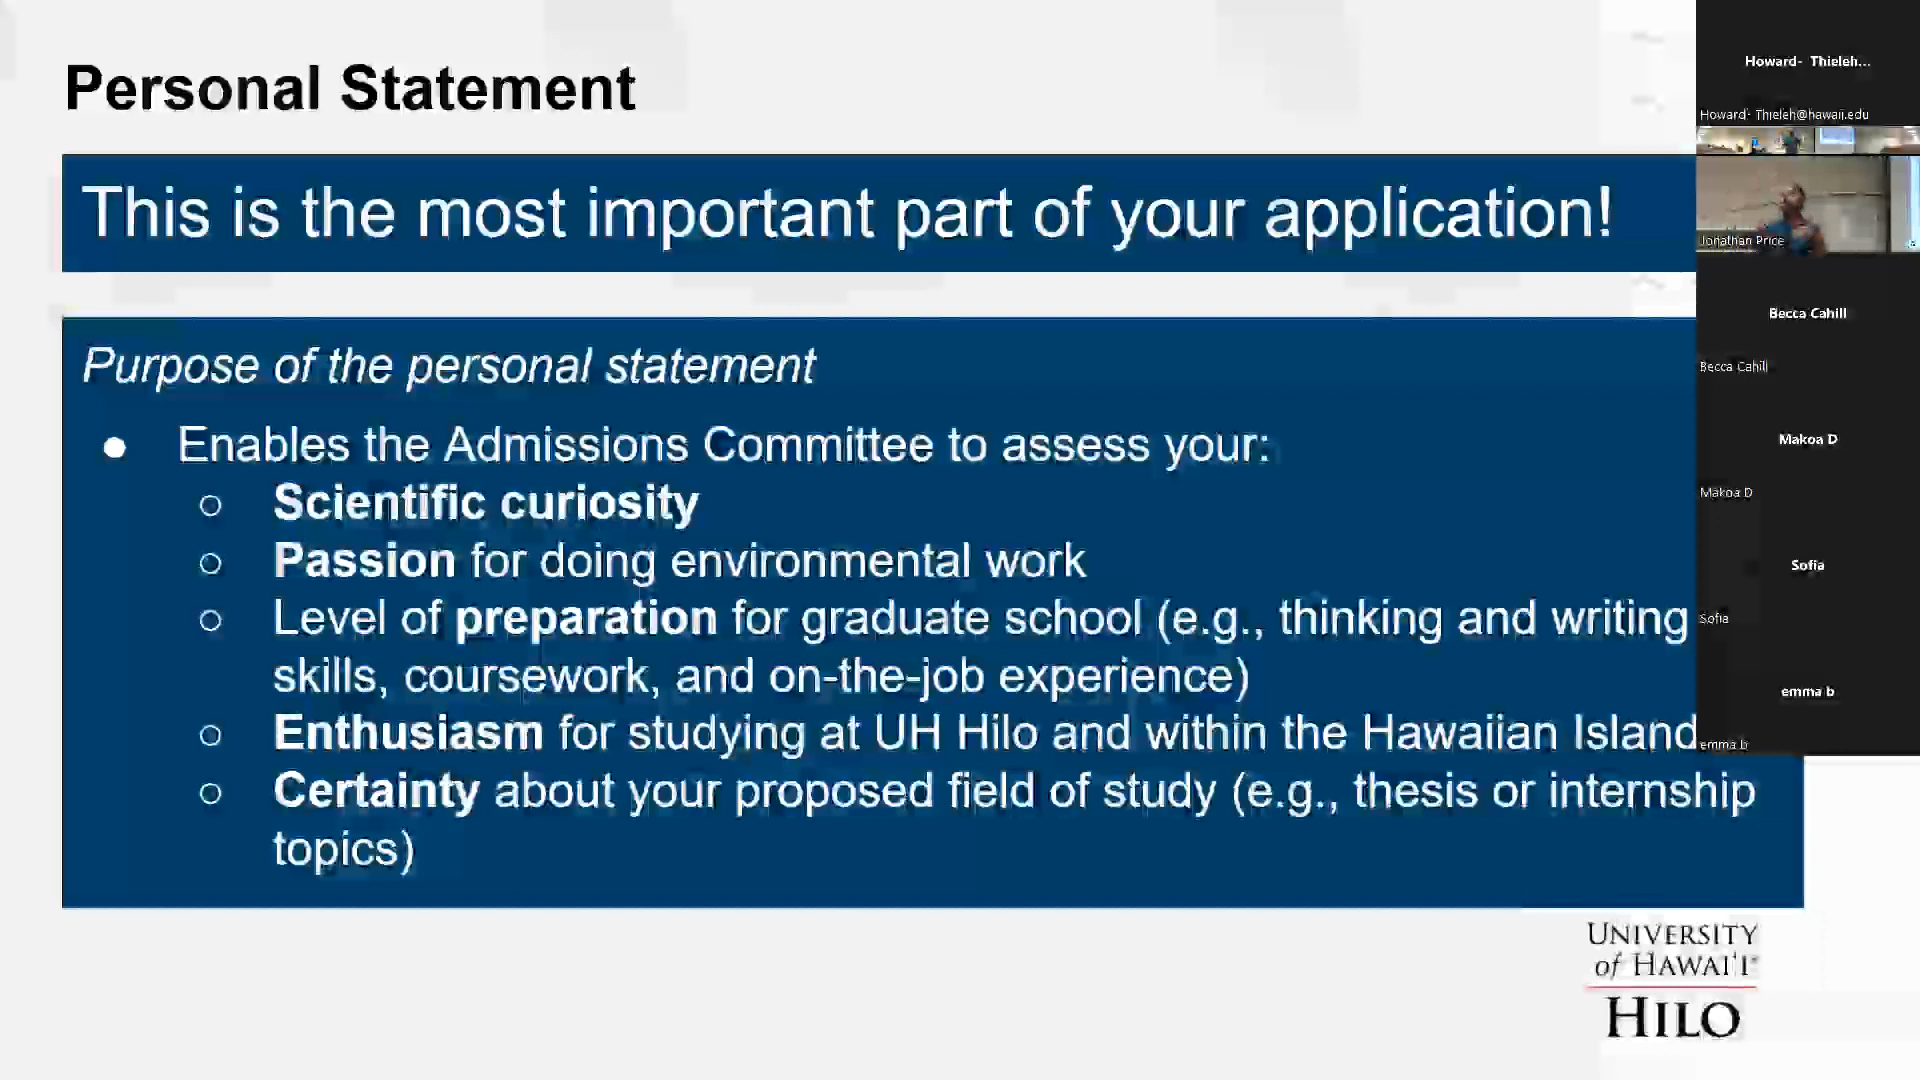 Personal Statement
This is the most important part of your application!
Purpose of the personal statement
● Enables the Admissions Committee to assess your:
○ Scientific curiosity
○ Passion for doing environmental work
○ Level of preparation for graduate school (e.g., thinking and writing
skills, coursework, and on-the-job experience)
○ Enthusiasm for studying at UH Hilo and within the Hawaiian Island
○ Certainty about your proposed field of study (e.g., thesis or internship
topics)
UNIVERSITY
of HAWAI'I®
HILO
Howard- Thieleh...
Howard- Thieleh@hawaii.edu
Jonathan Price
Becca Cahill
Becca Cahill
Makoa D
Makoa D
Sofia
Sofia
emma b
emma b